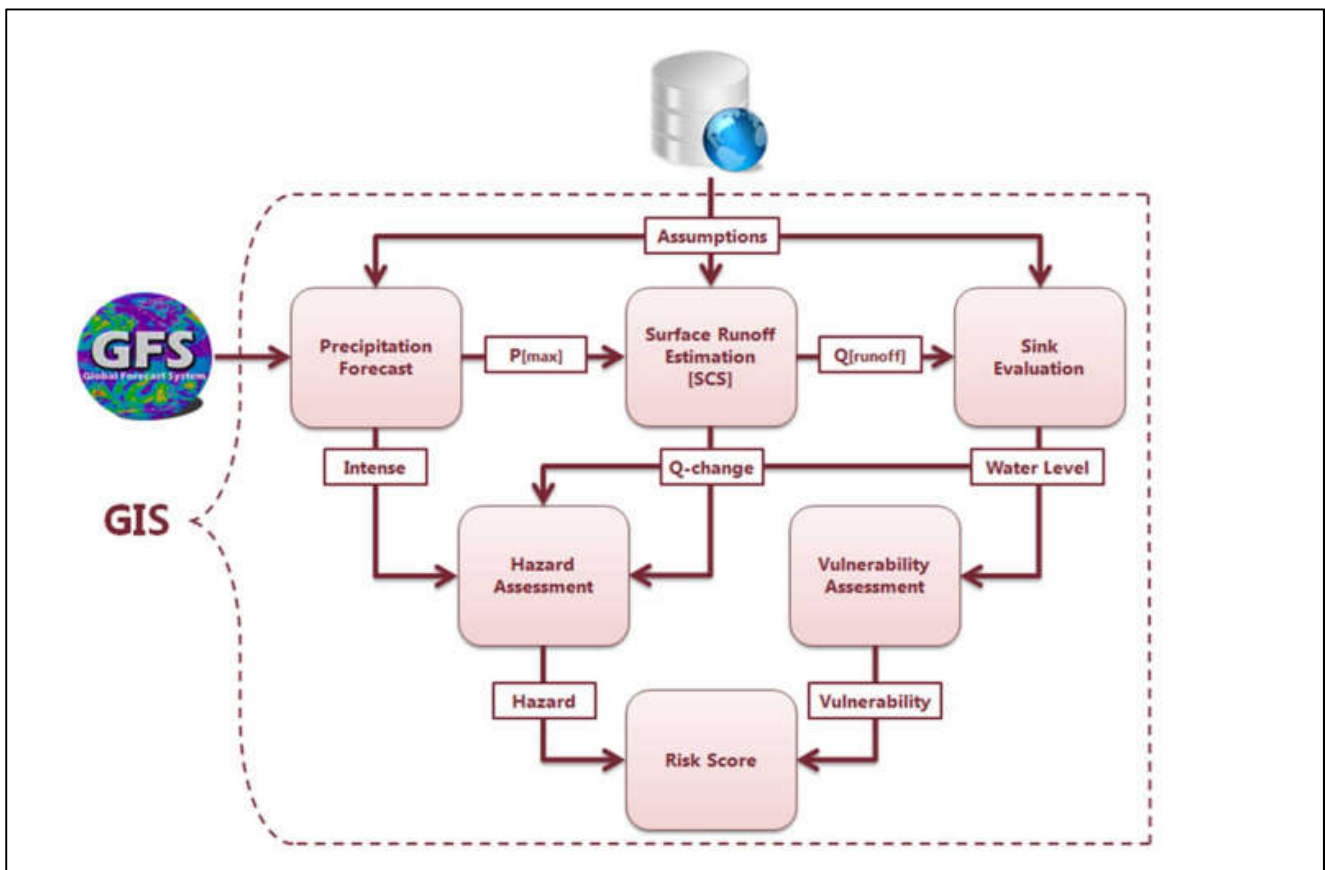 Assumptions
GFS
Global Forecast System
Precipitation
Forecast
P[max]
Surface Runoff
Estimation
[SCS]
Q[runoff]
Sink
Evaluation
Intense
Q-change
Water Level
GIS
Hazard
Assessment
Vulnerability
Assessment
Hazard
Vulnerability
Risk Score